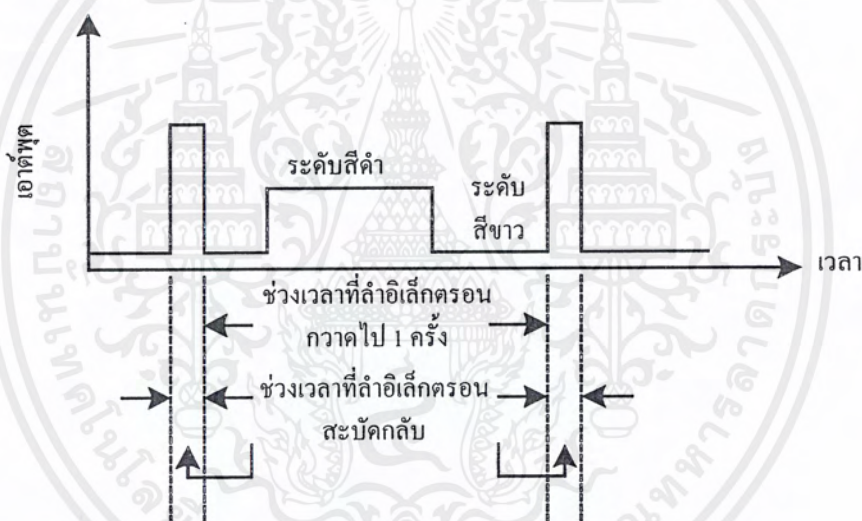 เอาต์พุต
ระดับสีดำ
ระดับ
สีขาว
เวลา
ช่วงเวลาที่ลำอิเล็กตรอน
กวาดไป 1 ครั้ง
ช่วงเวลาที่ลำอิเล็กตรอน
สะบัดกลับ